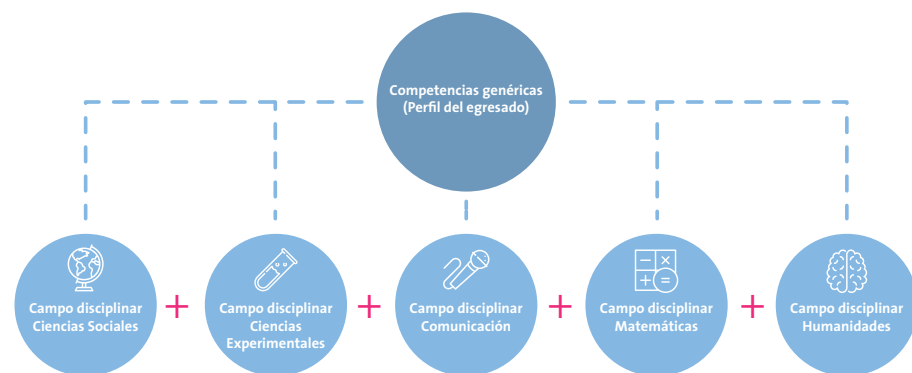 Competencias genéricas
(Perfil del egresado)
Campo disciplinar
Ciencias Sociales
+
Campo disciplinar
Ciencias
Experimentales
+
Campo disciplinar
Comunicación
+
Campo disciplinar
Matemáticas
+
Campo disciplinar
Humanidades